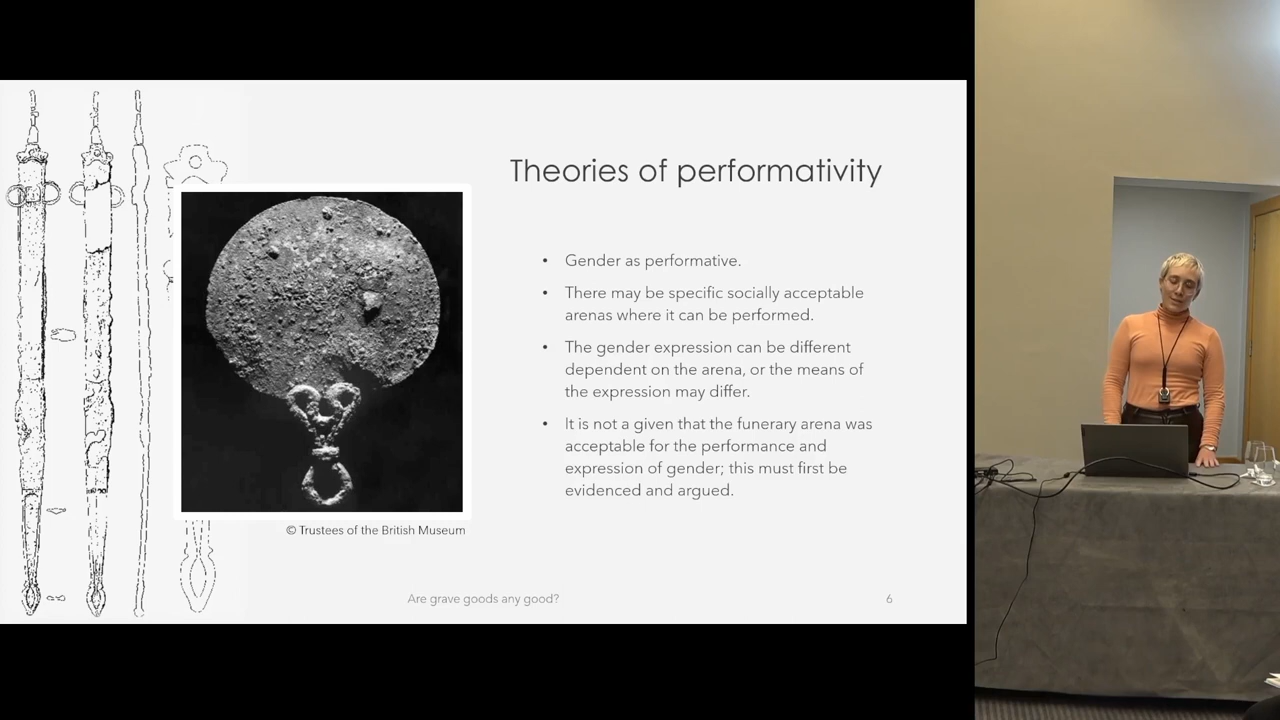 Theories of performativity
• Gender as performative.
• There may be specific socially acceptable
arenas where it can be performed.
• The gender expression can be different
dependent on the arena, or the means of
the expression may differ.
• It is not a given that the funerary arena was
acceptable for the performance and
expression of gender; this must first be
evidenced and argued.
© Trustees of the British Museum
Are grave goods any good?
6